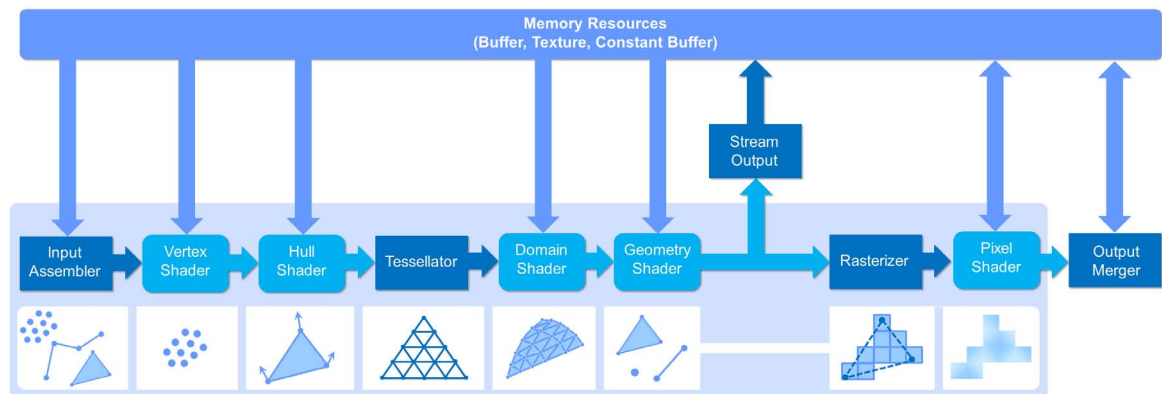 Memory Resources
(Buffer, Texture, Constant Buffer)
Stream
Output
Input
Assembler
Vertex
Shader
Hull
Shader
Tessellator
Domain
Shader
Geometry
Shader
Rasterizer
Pixel
Shader
Output
Merger